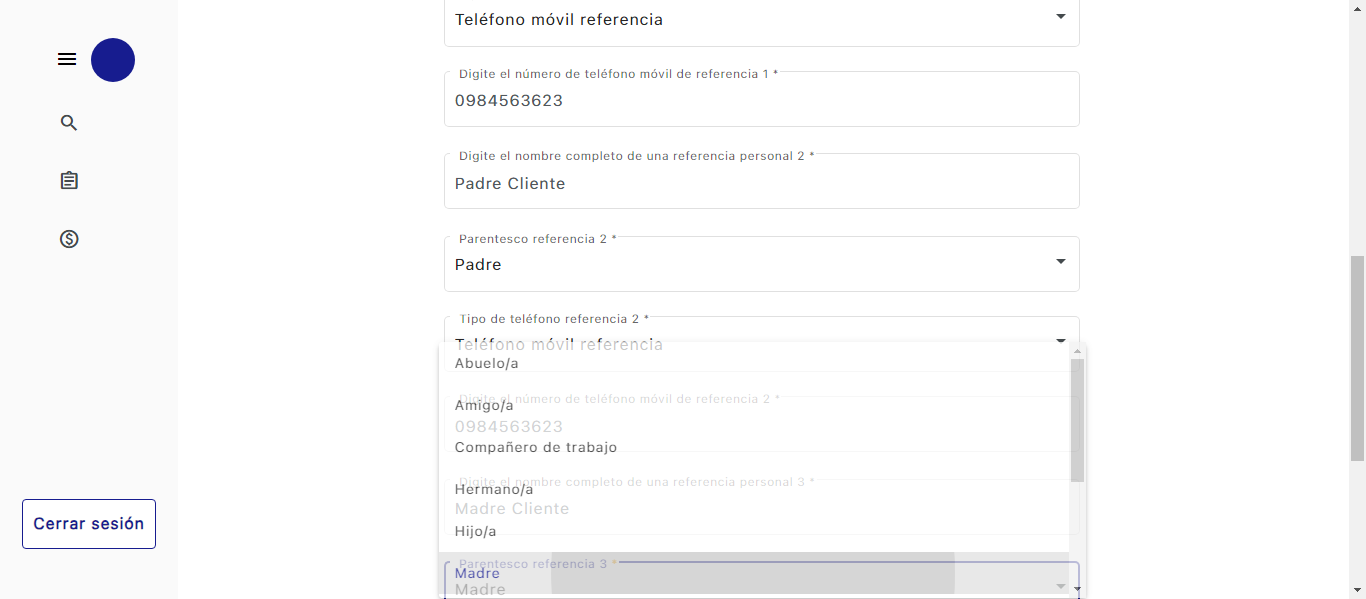 Teléfono móvil referencia
Digite el número de teléfono móvil de referencia 1 *
0984563623
Digite el nombre completo de una referencia personal 2 *
Padre Cliente
Parentesco referencia 2 *
Padre
Tipo de teléfono referencia 2 *
Teléfono móvil referencia
Abuelo/a
Digite el número de teléfono móvil de referencia 2 *
Amigo/a
0984563623
Compañero de trabajo
Digite el nombre completo de una referencia personal 3 *
Hermano/a
Madre Cliente
Hijo/a
Parentesco referencia 3 *
Madre
Madre
Cerrar sesión